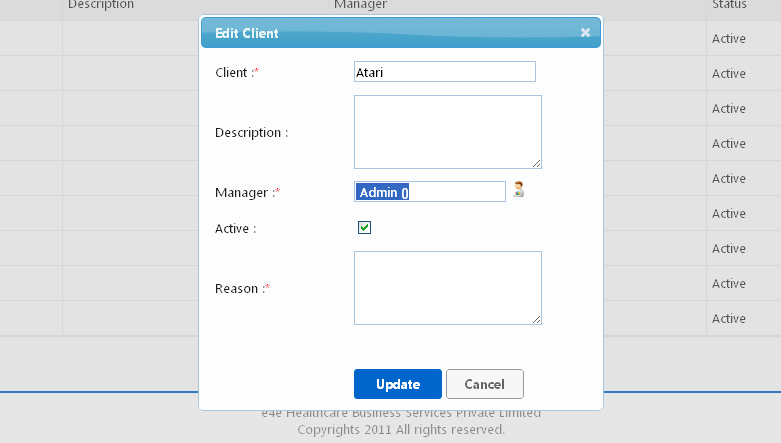 Description Manager Status
Edit Client
Client :* Atari
Description :
Manager :* Admin ()
Active :
Reason :*
Update Cancel
Active
Active
Active
Active
Active
Active
Active
Active
Active
e4e Healthcare Business Services Private Limited
Copyrights 2011 All rights reserved.